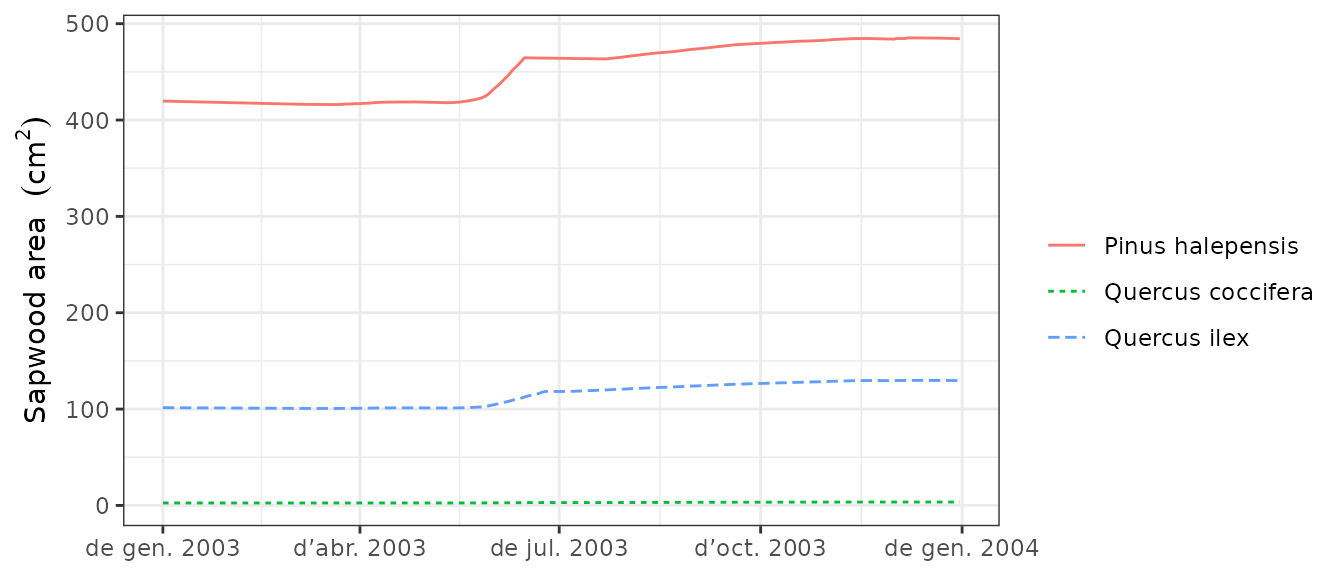 500
400
300
200
100
0
Sapwood area (cm²)
de gen. 2003
d’abr. 2003
de jul. 2003
d’oct. 2003
de gen. 2004
Pinus halepensis
Quercus coccifera
Quercus ilex